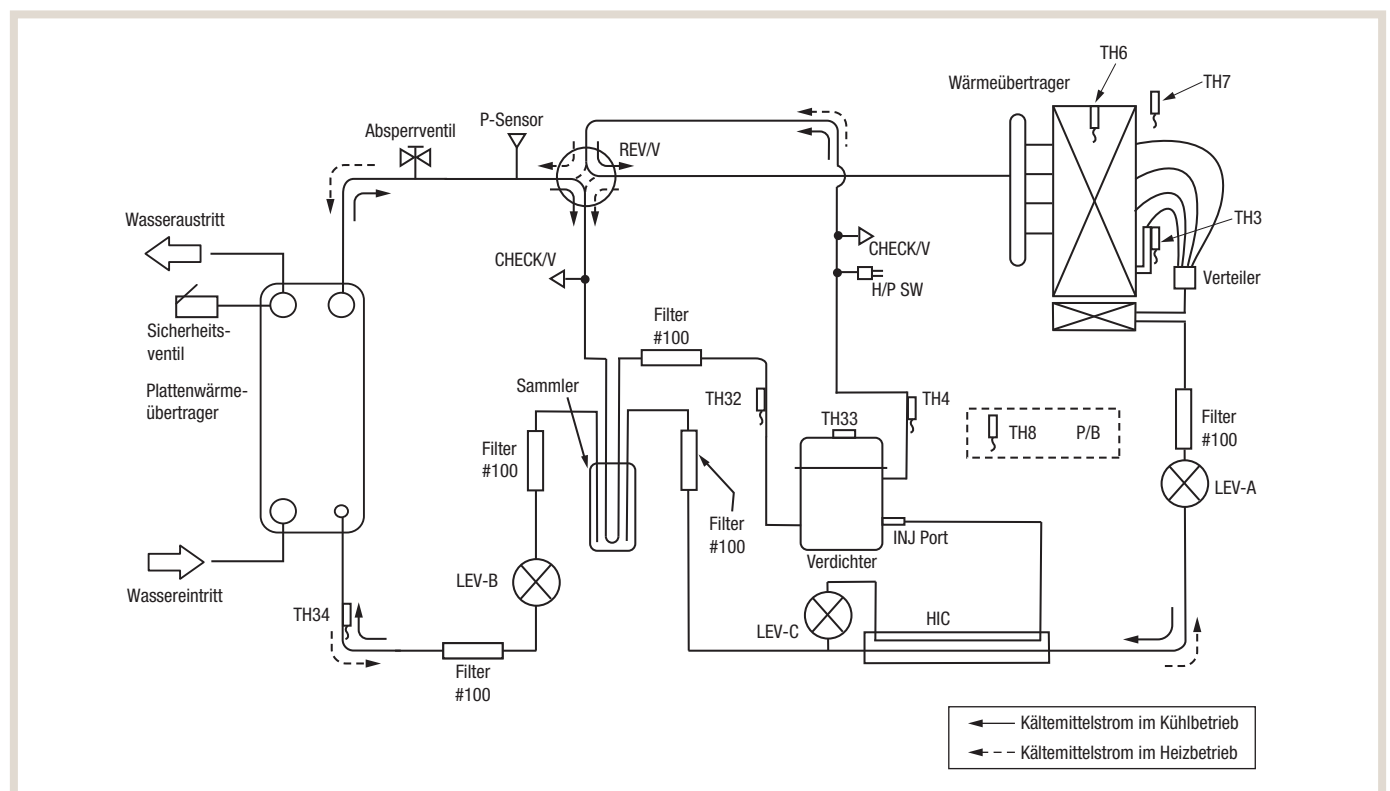 TH6
Wärmeübertrager
TH7
P-Sensor
Absperrventil
REV/V
Wasseraustritt
TH3
CHECK/V
CHECK/V
H/P SW
Verteiler
Sicherheits-
ventil
Filter
#100
Plattenwärme-
übertrager
Sammler
TH32
TH4
TH33
TH8
P/B
Filter
#100
Filter
#100
LEV-A
Filter
#100
INJ Port
Verdichter
LEV-B
Wassereintritt
TH34
LEV-C
HIC
Filter
#100
Kältemittelstrom im Kühlbetrieb
Kältemittelstrom im Heizbetrieb